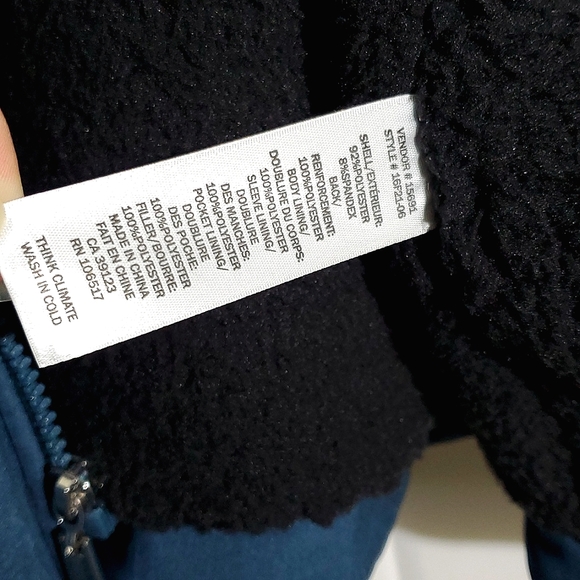 VENDOR # 15691
STYLE # 16F21-06
SHELL/EXTÉRIEUR:
92%POLYESTER
8%SPANDEX
BACK/
RENFORCEMENT:
100%POLYESTER
BODY LINING/
DOUBLURE DU CORPS:
100%POLYESTER
SLEEVE LINING/
DOUBLURE
DES MANCHES:
100%POLYESTER
POCKET LINING/
DOUBLURE
DES POCHE:
100%POLYESTER
FILLER/BOURRE:
100%POLYESTER
MADE IN CHINA
FAIT EN CHINE
CA 39123
RN 106517
THINK CLIMATE
WASH IN COLD